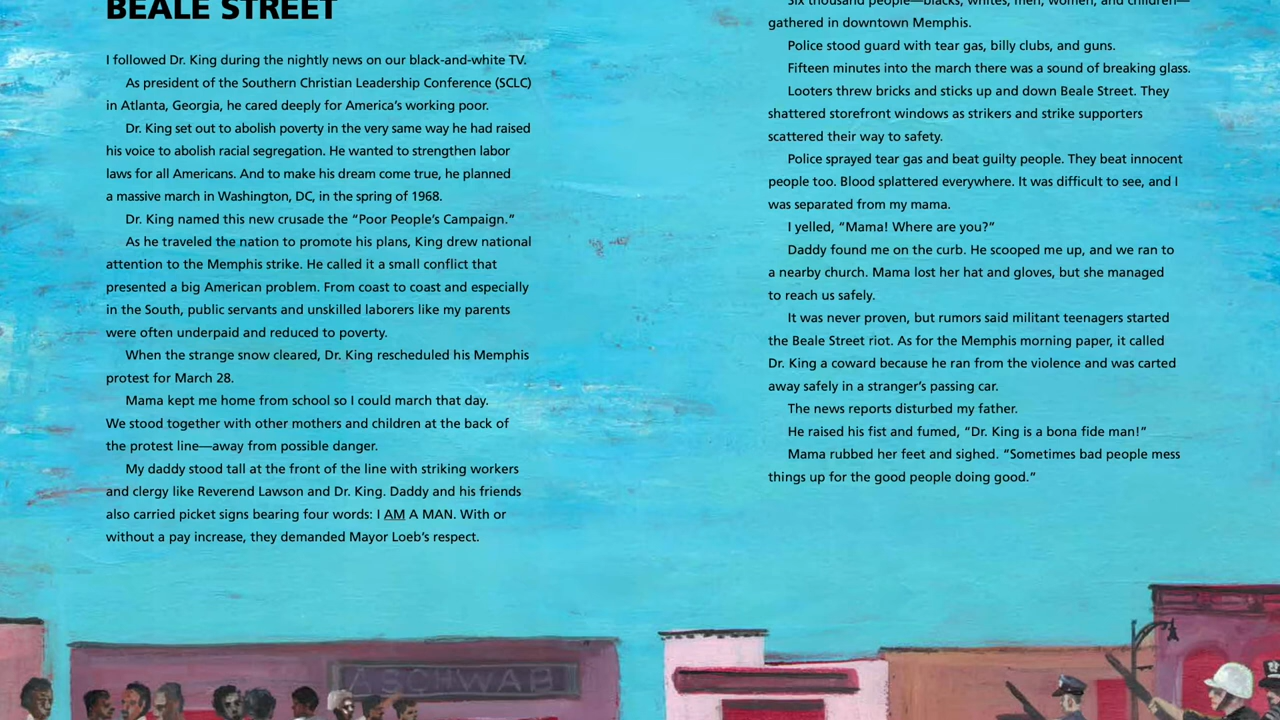 BEALE STREET
I followed Dr. King during the nightly news on our black-and-white TV.
As president of the Southern Christian Leadership Conference (SCLC)
in Atlanta, Georgia, he cared deeply for America’s working poor.
Dr. King set out to abolish poverty in the very same way he had raised
his voice to abolish racial segregation. He wanted to strengthen labor
laws for all Americans. And to make his dream come true, he planned
a massive march in Washington, DC, in the spring of 1968.
Dr. King named this new crusade the “Poor People’s Campaign.”
As he traveled the nation to promote his plans, King drew national
attention to the Memphis strike. He called it a small conflict that
presented a big American problem. From coast to coast and especially
in the South, public servants and unskilled laborers like my parents
were often underpaid and reduced to poverty.
When the strange snow cleared, Dr. King rescheduled his Memphis
protest for March 28.
Mama kept me home from school so I could march that day.
We stood together with other mothers and children at the back of
the protest line—away from possible danger.
My daddy stood tall at the front of the line with striking workers
and clergy like Reverend Lawson and Dr. King. Daddy and his friends
also carried picket signs bearing four words: I AM A MAN. With or
without a pay increase, they demanded Mayor Loeb’s respect.
Six thousand people—blacks, whites, men, women, and children—
gathered in downtown Memphis.
Police stood guard with tear gas, billy clubs, and guns.
Fifteen minutes into the march there was a sound of breaking glass.
Looters threw bricks and sticks up and down Beale Street. They
shattered storefront windows as strikers and strike supporters
scattered their way to safety.
Police sprayed tear gas and beat guilty people. They beat innocent
people too. Blood splattered everywhere. It was difficult to see, and I
was separated from my mama.
I yelled, “Mama! Where are you?”
Daddy found me on the curb. He scooped me up, and we ran to
a nearby church. Mama lost her hat and gloves, but she managed
to reach us safely.
It was never proven, but rumors said militant teenagers started
the Beale Street riot. As for the Memphis morning paper, it called
Dr. King a coward because he ran from the violence and was carted
away safely in a stranger’s passing car.
The news reports disturbed my father.
He raised his fist and fumed, “Dr. King is a bona fide man!”
Mama rubbed her feet and sighed. “Sometimes bad people mess
things up for the good people doing good.”
A SCHWAB